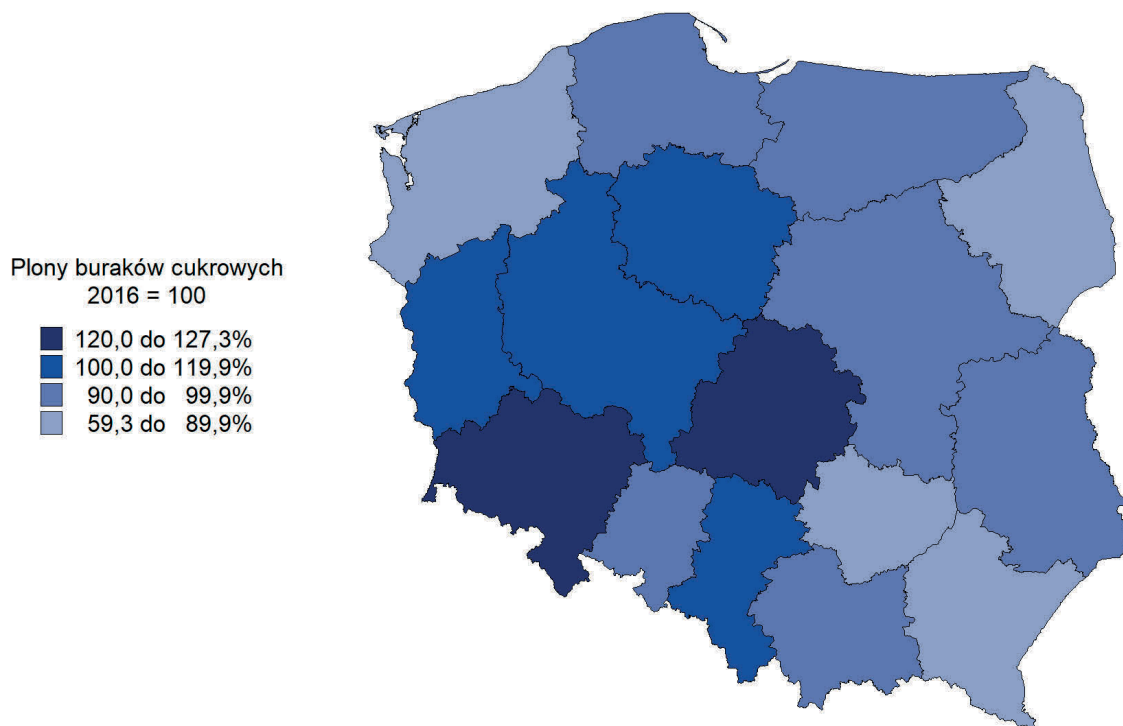 Plony buraków cukrowych
2016 = 100
120,0 do 127,3%
100,0 do 119,9%
90,0 do 99,9%
59,3 do 89,9%